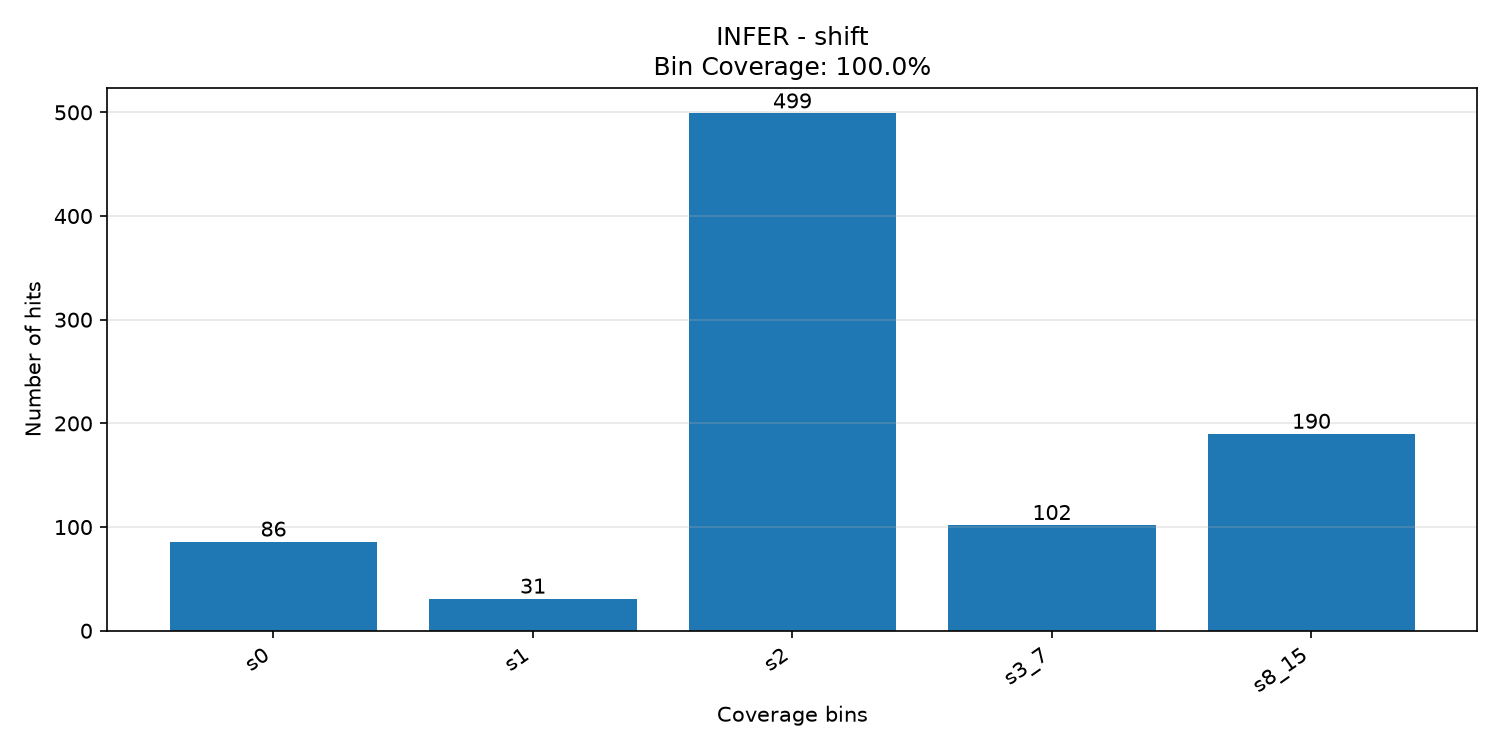 INFER - shift
Bin Coverage: 100.0%
Number of hits
500
400
300
200
100
0
86
31
499
102
190
s0
s1
s2
s3_7
s8_15
Coverage bins